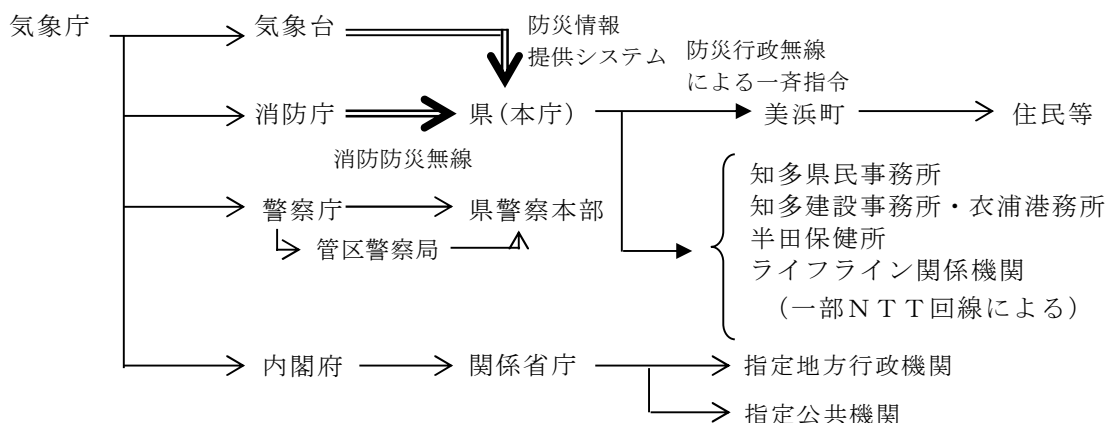 気象庁
気象台
防災情報
提供システム
防災行政無線
による一斉指令
消防庁
県(本庁)
美浜町
住民等
消防防災無線
知多県民事務所
知多建設事務所・衣浦港務所
半田保健所
ライフライン関係機関
(一部NTT回線による)
警察庁
県警察本部
管区警察局
内閣府
関係省庁
指定地方行政機関
指定公共機関